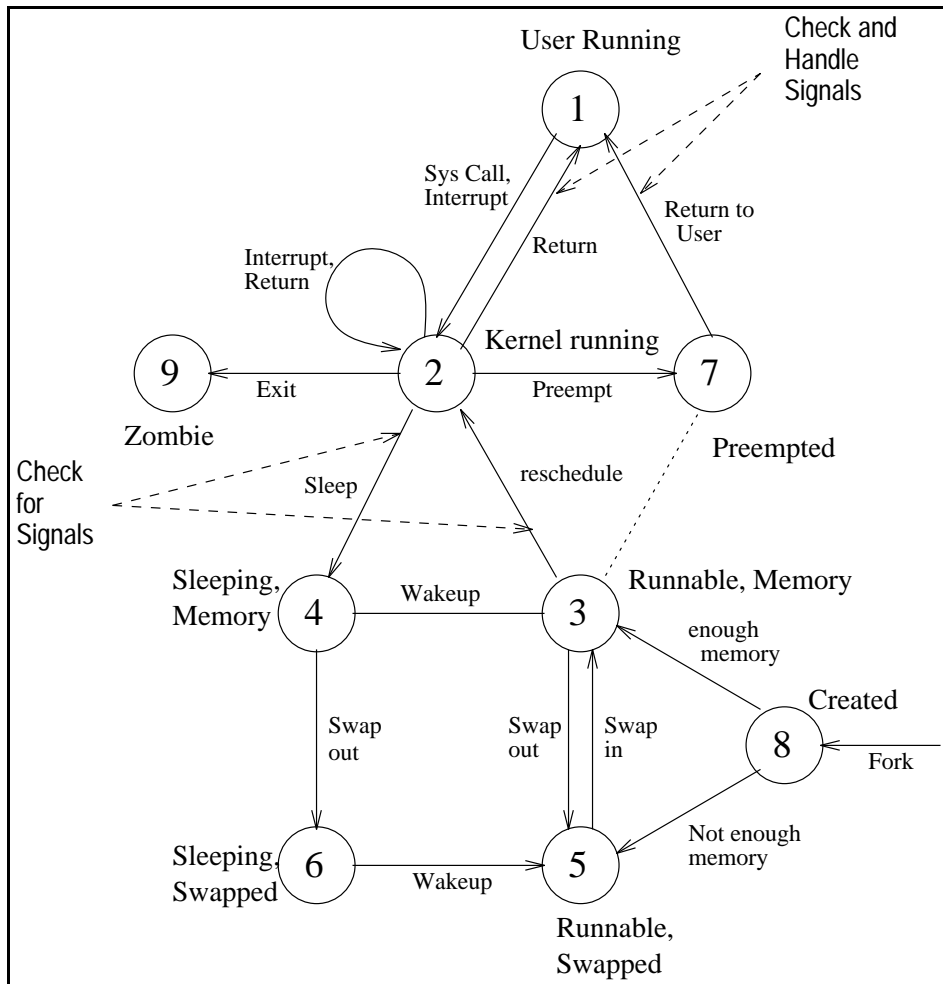 User Running
Check and
Handle
Signals
1
Sys Call,
Interrupt
Return to
User
Return
Interrupt,
Return
Kernel running
9
2
7
Exit
Preempt
Zombie
Preempted
Check
for
Signals
Sleep
reschedule
Sleeping,
Memory
Runnable, Memory
4
Wakeup
3
enough
memory
Created
Swap
out
Swap
out
Swap
in
8
Fork
Not enough
memory
Sleeping,
Swapped
6
Wakeup
5
Runnable,
Swapped